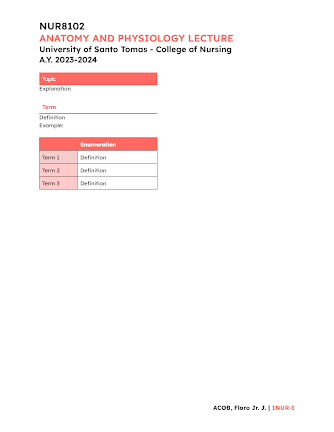 NUR8102
ANATOMY AND PHYSIOLOGY LECTURE
University of Santo Tomas - College of Nursing
A.Y. 2023-2024
Topic
Explanation
Term
Definition
Example:
Enumeration
Term 1 Definition
Term 2 Definition
Term 3 Definition
ACOB, Floro Jr. J. | 1NUR-1